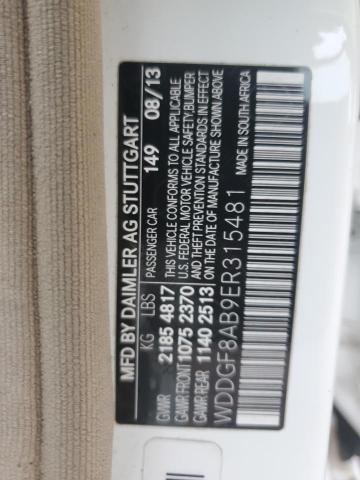 MFD BY DAIMLER AG STUTTGART
KG LBS PASSENGER CAR 149 08/13
GVWR 2185 4817 THIS VEHICLE CONFORMS TO ALL APPLICABLE
GAWR FRONT 1075 2370 U.S. FEDERAL MOTOR VEHICLE SAFETY, BUMPER
GAWR REAR 1140 2513 AND THEFT PREVENTION STANDARDS IN EFFECT
ON THE DATE OF MANUFACTURE SHOWN ABOVE
WDDGF8AB9ER315481 MADE IN SOUTH AFRICA